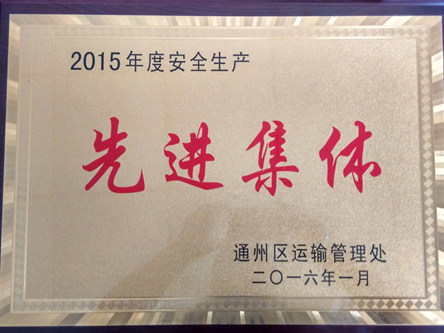 2015年度安全生产
先进集体
通州区运输管理处
二〇一六年一月